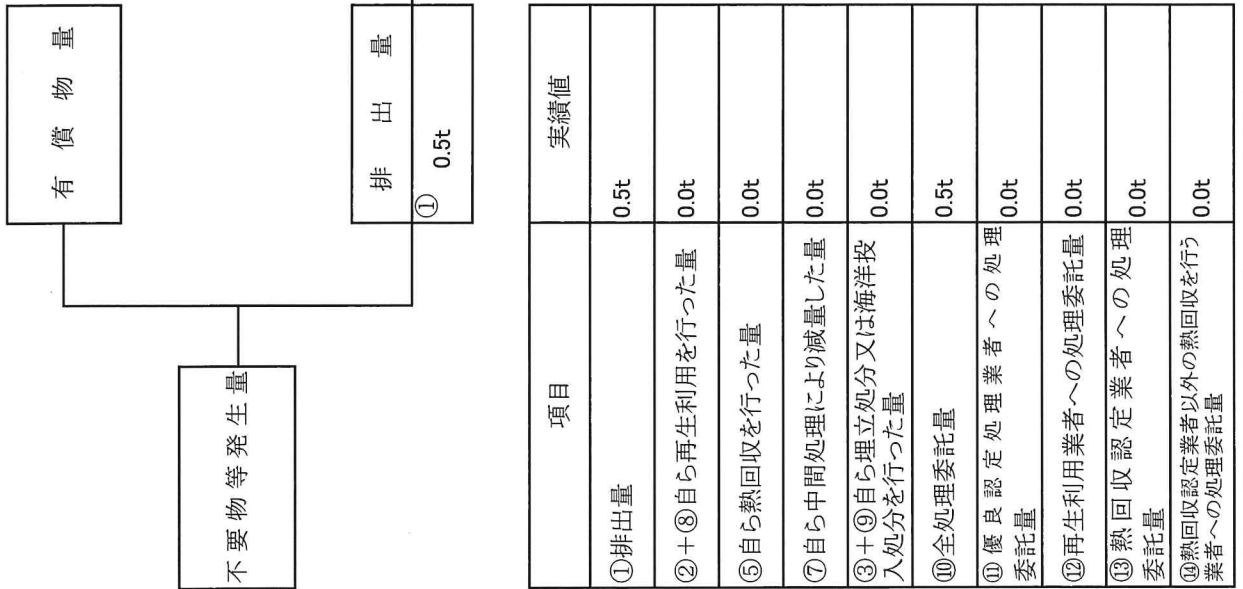 有償物量
不要物等発生量
排出量
①
0.5t
項目 実績値
①排出量 0.5t
②+⑧自ら再生利用を行った量 0.0t
⑤自ら熱回収を行った量 0.0t
⑦自ら中間処理により減量した量 0.0t
③+⑨自ら埋立処分又は海洋投
入処分を行った量 0.0t
⑩全処理委託量 0.5t
⑪優良認定処理業者への処理
委託量 0.0t
⑫再生利用業者への処理委託量 0.0t
⑬熱回収認定業者への処理
委託量 0.0t
⑭熱回収認定業者以外の熱回収を行う
業者への処理委託量 0.0t